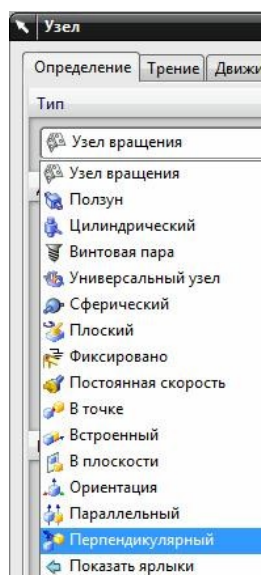 Узел
Определение Трение Движи
Тип
Узел вращения
Узел вращения
Ползун
Цилиндрический
Винтовая пара
Универсальный узел
Сферический
Плоский
Фиксировано
Постоянная скорость
В точке
Встроенный
В плоскости
Ориентация
Параллельный
Перпендикулярный
Показать ярлыки